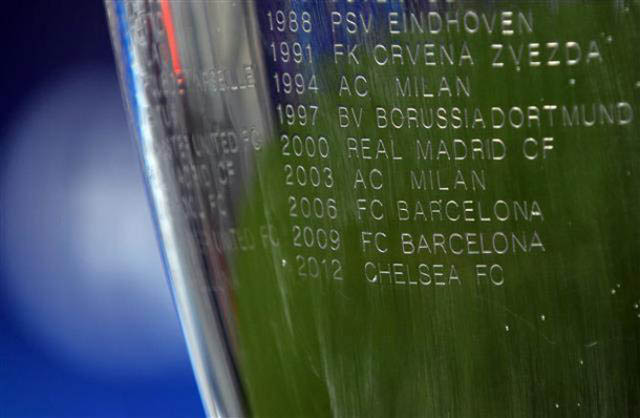 1988 PSV EINDHOVEN
1991 FK CRVENA ZVEZDA
1994 AC MILAN
1997 BV BORUSSIA DORTMUND
2000 REAL MADRID CF
2003 AC MILAN
2006 FC BARCELONA
2009 FC BARCELONA
2012 CHELSEA FC